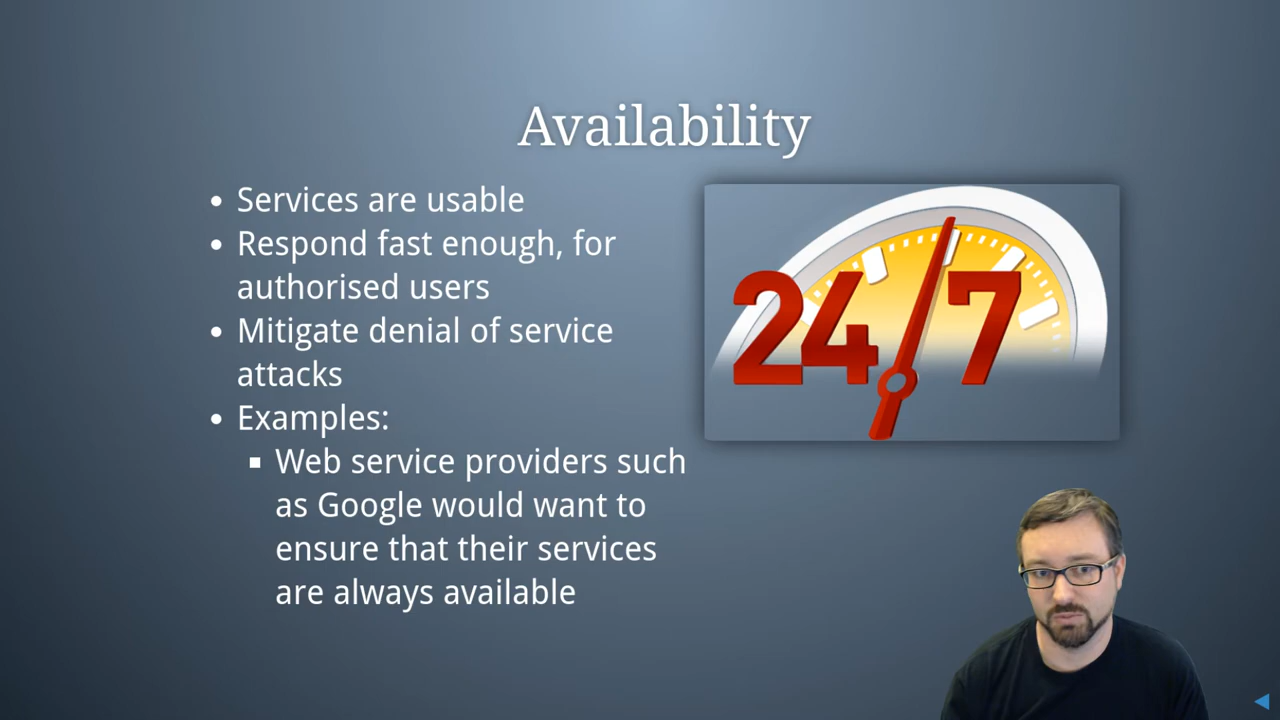 Availability
Services are usable
Respond fast enough, for
authorised users
Mitigate denial of service
attacks
Examples:
Web service providers such
as Google would want to
ensure that their services
are always available
24/7